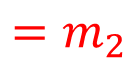 = m₂